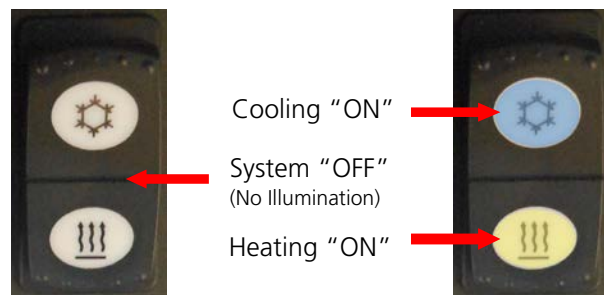 Cooling “ON”
System “OFF”
(No Illumination)
Heating “ON”